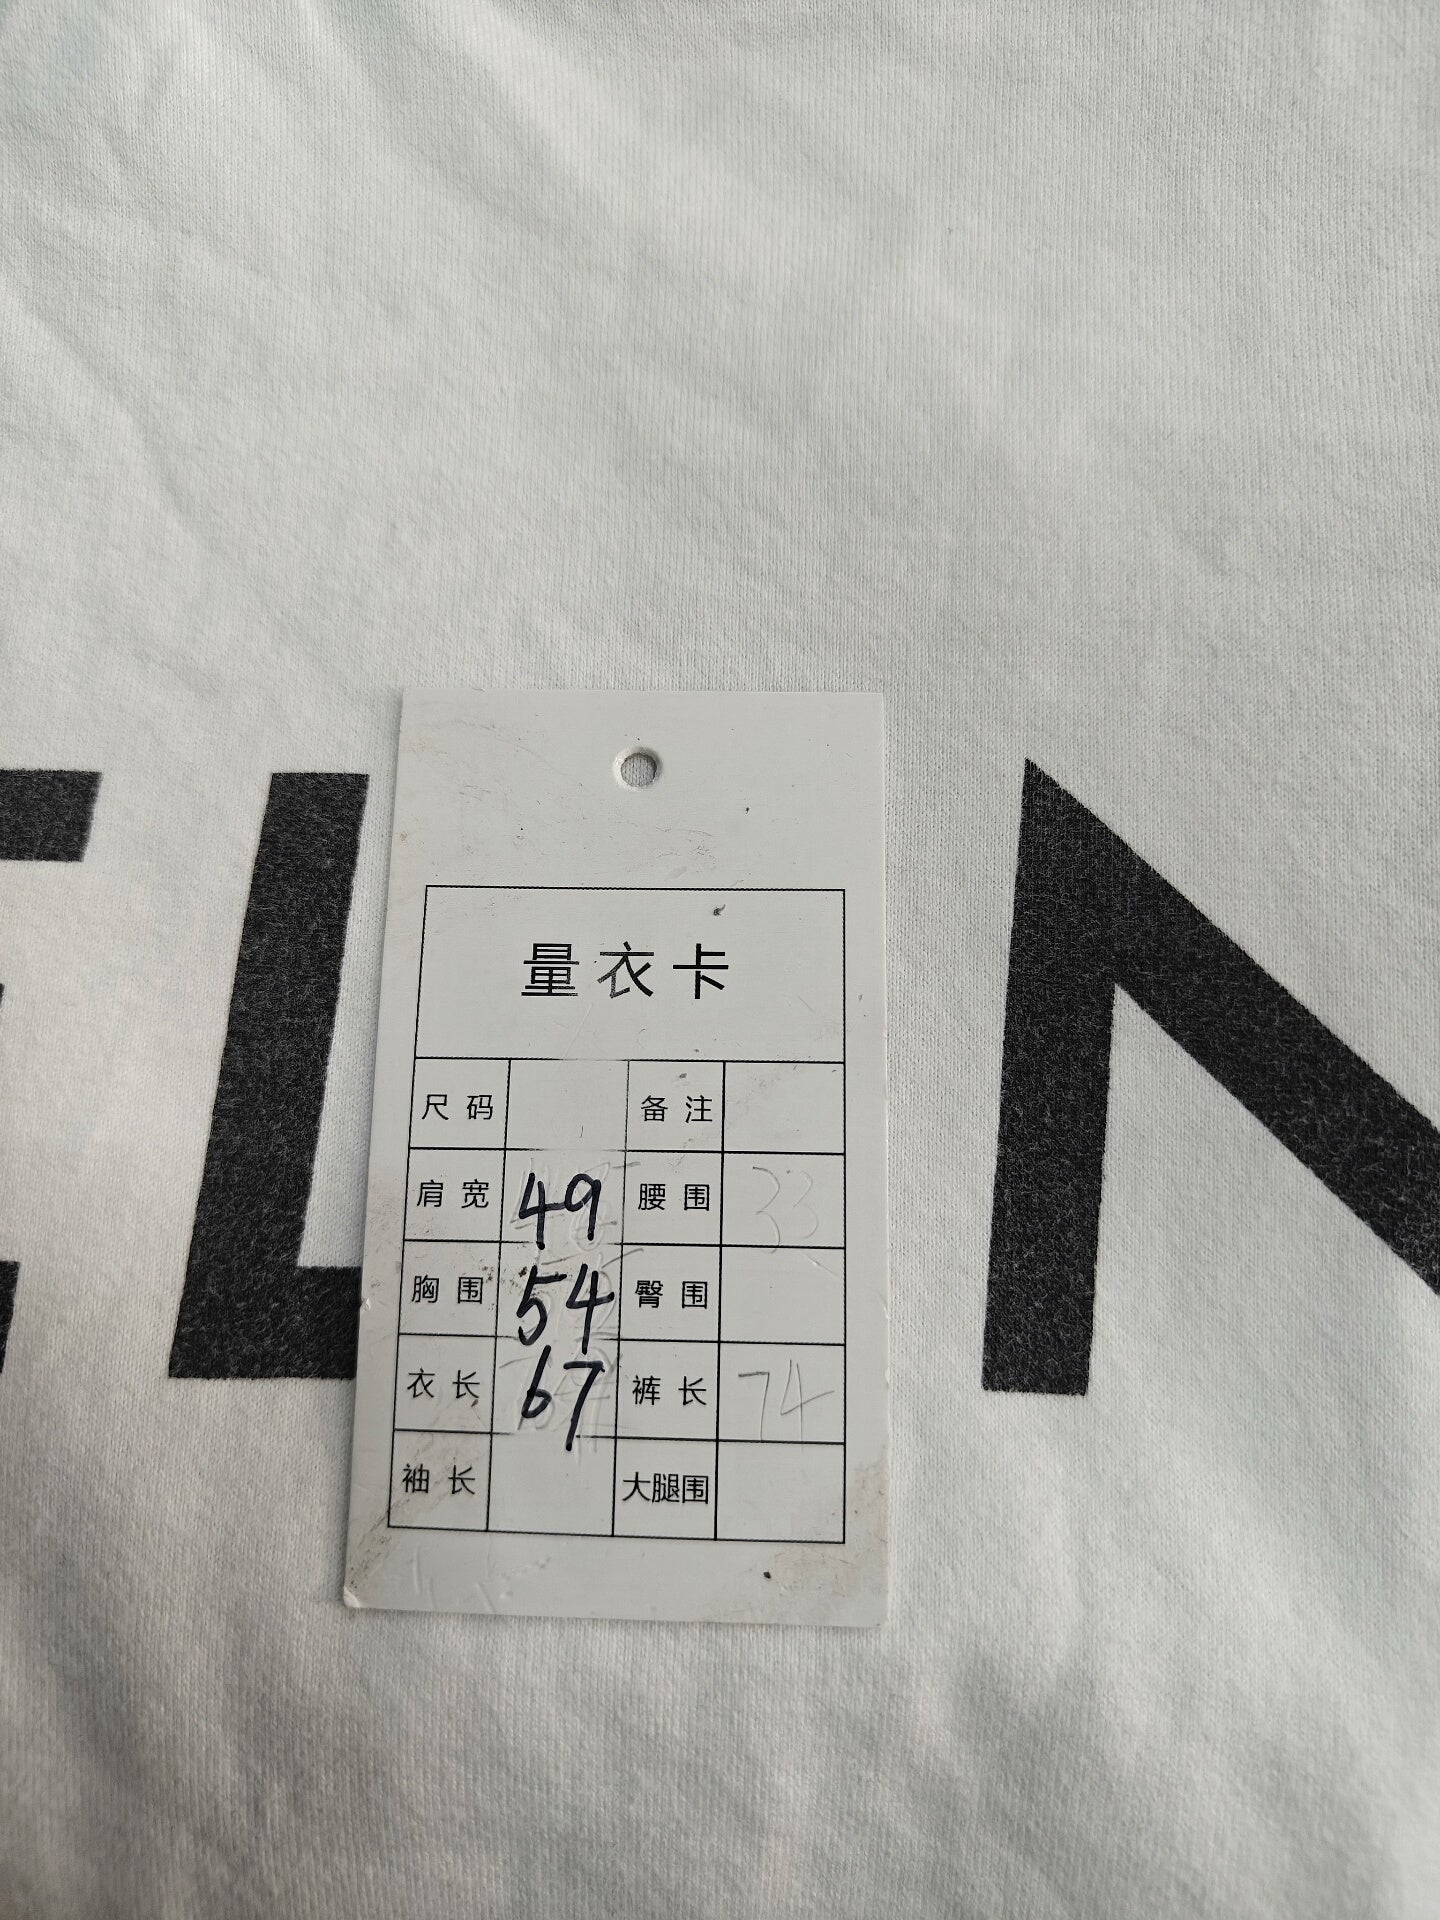 ELN
量衣卡
尺码 备注
肩宽 49 腰围 33
胸围 54 臀围
衣长 67 裤长 74
袖长 大腿围